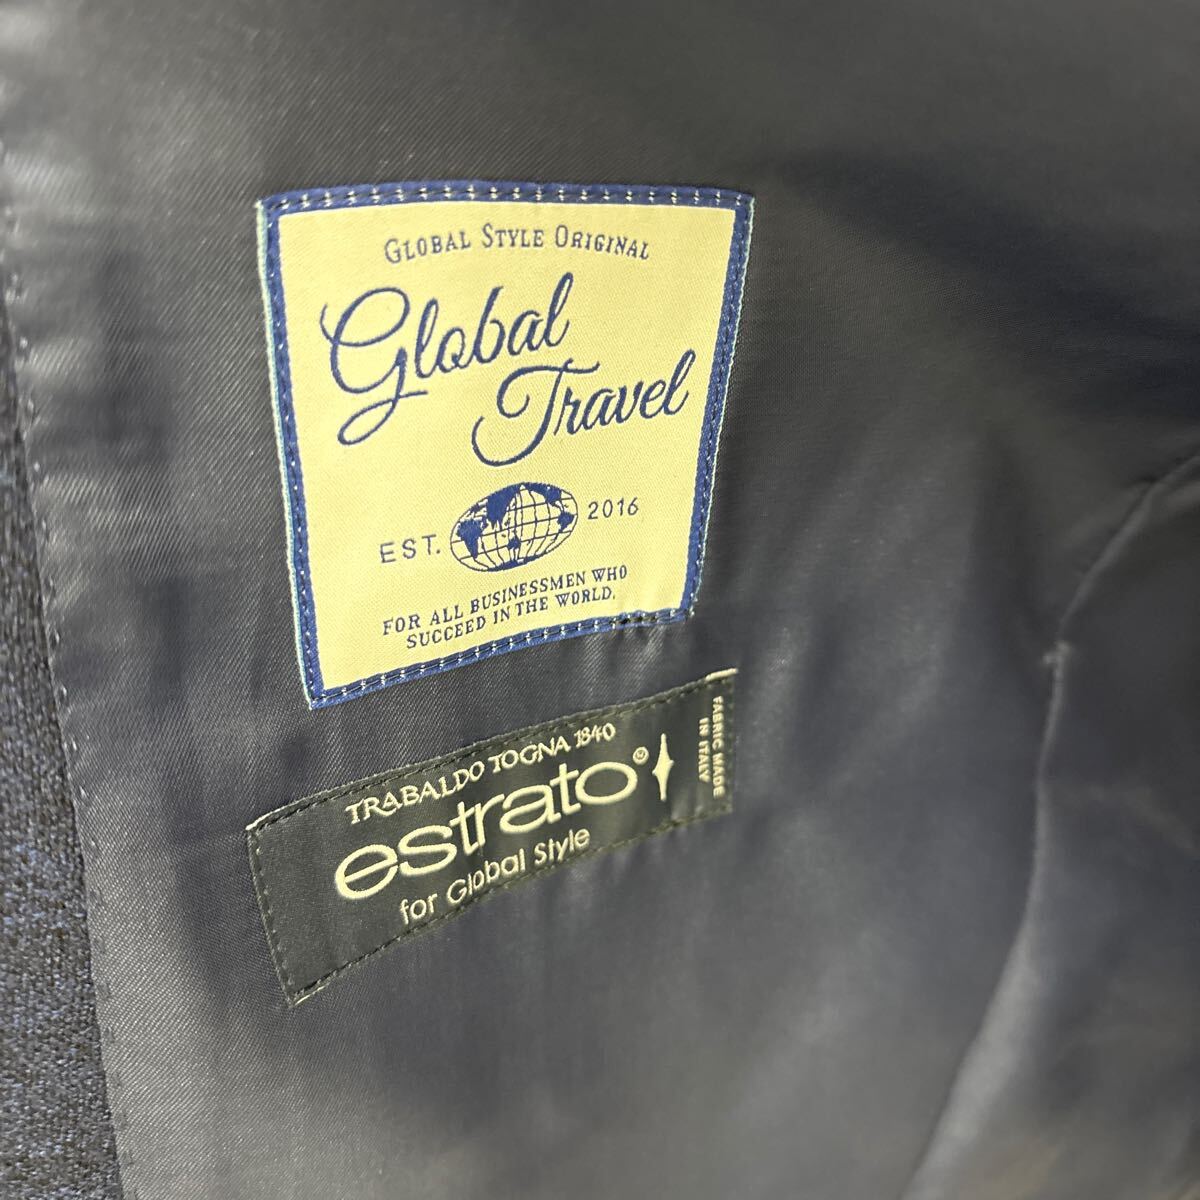 GLOBAL STYLE ORIGINAL
Global
Travel
EST. 2016
FOR ALL BUSINESSMEN WHO
SUCCEED IN THE WORLD.
TRABALDO TOGNA 1840
estrato®
for Global Style
FABRIC MADE
IN ITALY